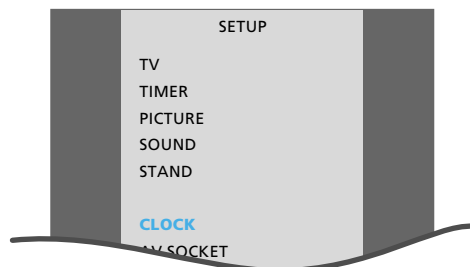 SETUP
TV
TIMER
PICTURE
SOUND
STAND
CLOCK
AV SOCKET